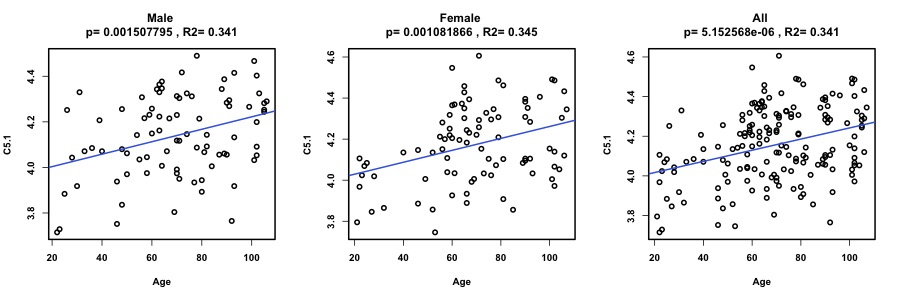 Male
p= 0.001507795 , R2= 0.341
C5.1
4.4
4.2
4.0
3.8
20 40 60 80 100
Age
Female
p= 0.001081866 , R2= 0.345
C5.1
4.6
4.4
4.2
4.0
3.8
20 40 60 80 100
Age
All
p= 5.152568e-06 , R2= 0.341
C5.1
4.6
4.4
4.2
4.0
3.8
20 40 60 80 100
Age